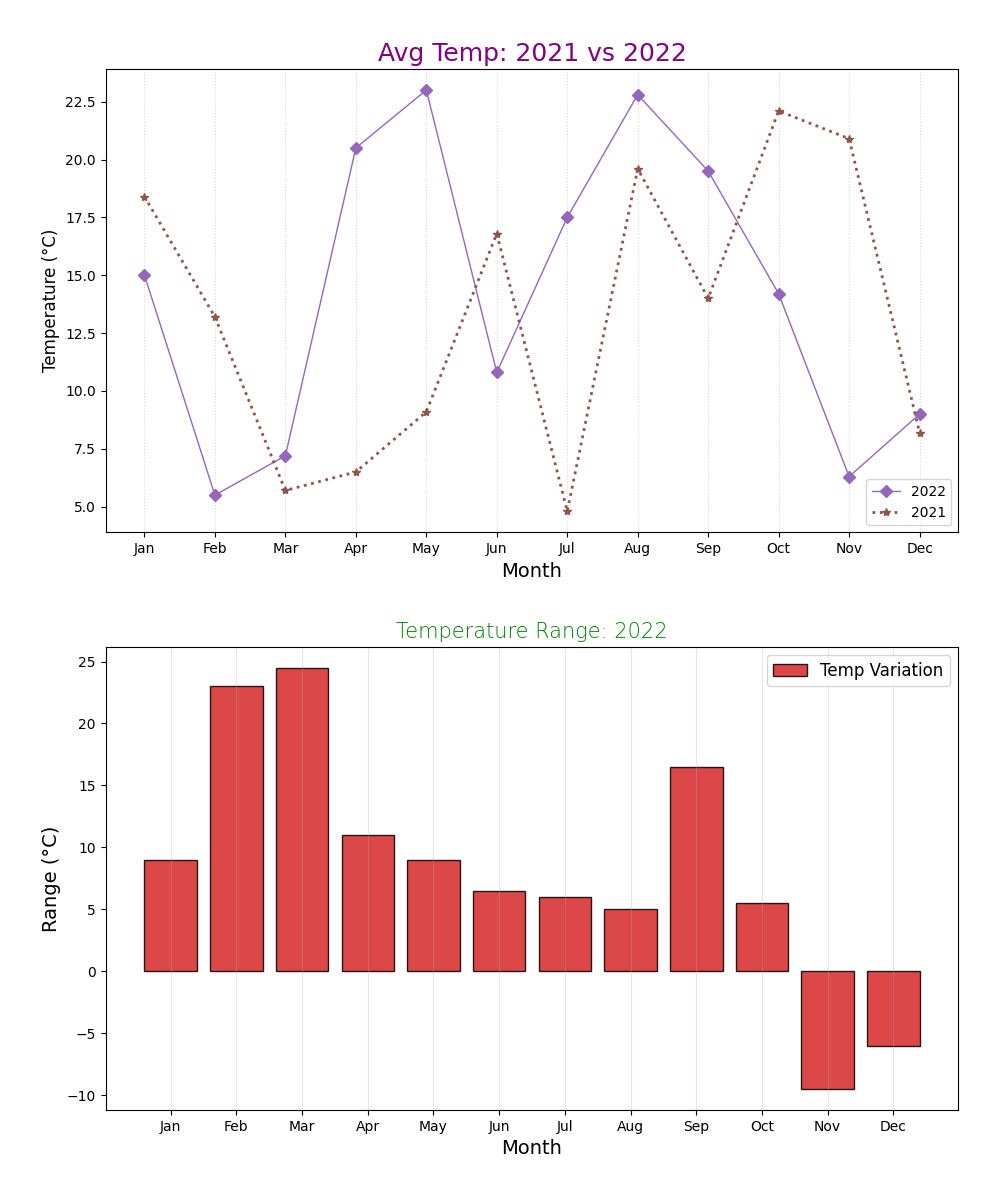 Avg Temp: 2021 vs 2022
Temperature (°C)
22.5
20.0
17.5
15.0
12.5
10.0
7.5
5.0
2022
2021
Jan Feb Mar Apr May Jun Jul Aug Sep Oct Nov Dec
Month
Temperature Range: 2022
Range (°C)
25
20
15
10
5
0
−5
−10
Temp Variation
Jan Feb Mar Apr May Jun Jul Aug Sep Oct Nov Dec
Month